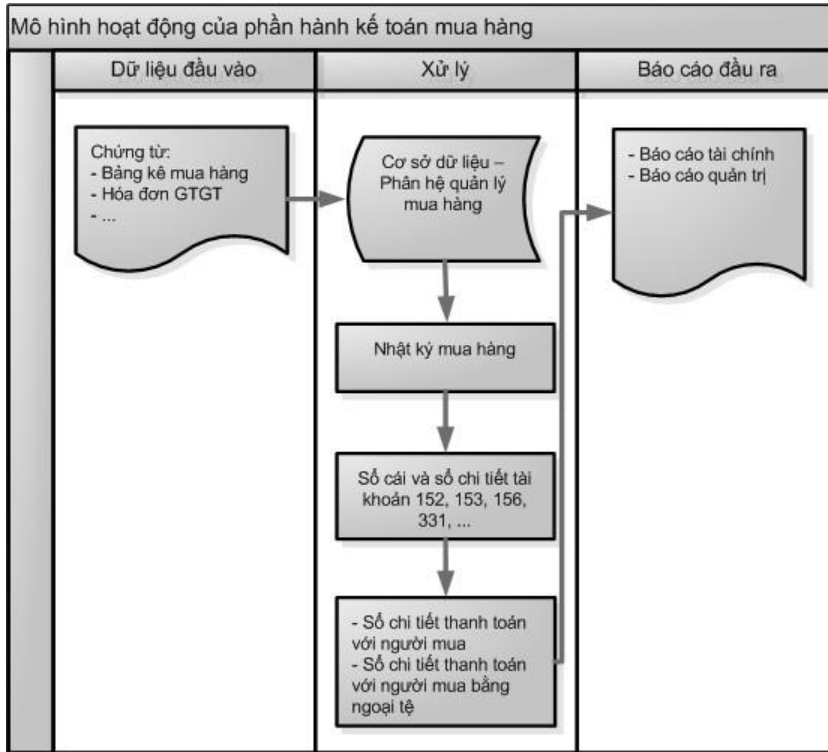 Mô hình hoạt động của phần hành kế toán mua hàng
Dữ liệu đầu vào
Xử lý
Báo cáo đầu ra
Chứng từ:
- Bảng kê mua hàng
- Hóa đơn GTGT
- ...
Cơ sở dữ liệu –
Phân hệ quản lý
mua hàng
- Báo cáo tài chính
- Báo cáo quản trị
Nhật ký mua hàng
Sổ cái và sổ chi tiết tài
khoản 152, 153, 156,
331, ...
- Sổ chi tiết thanh toán
với người mua
- Sổ chi tiết thanh toán
với người mua bằng
ngoại tệ